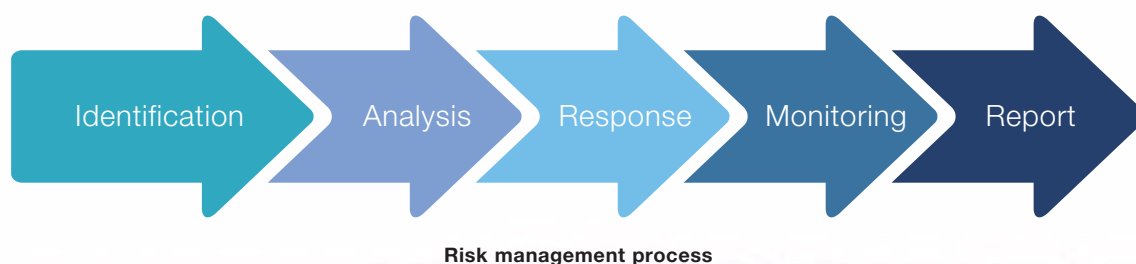 Identification Analysis Response Monitoring Report
Risk management process